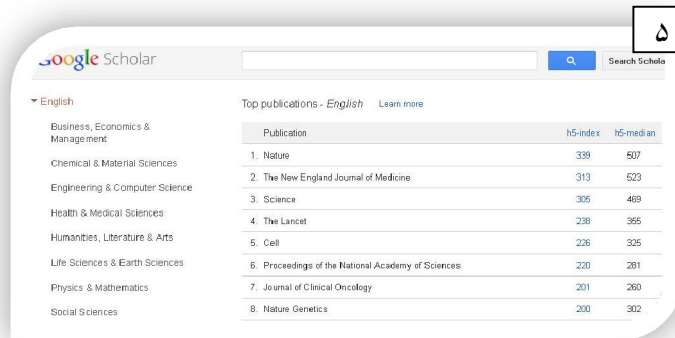 ۵
Google Scholar
Search Schola
English
Business, Economics &
Management
Chemical & Material Sciences
Engineering & Computer Science
Health & Medical Sciences
Humanities, Literature & Arts
Life Sciences & Earth Sciences
Physics & Mathematics
Social Sciences
Top publications - English Learn more
Publication h5-index h5-median
1. Nature 339 507
2. The New England Journal of Medicine 313 523
3. Science 305 469
4. The Lancet 238 355
5. Cell 226 325
6. Proceedings of the National Academy of Sciences 220 281
7. Journal of Clinical Oncology 201 260
8. Nature Genetics 200 302